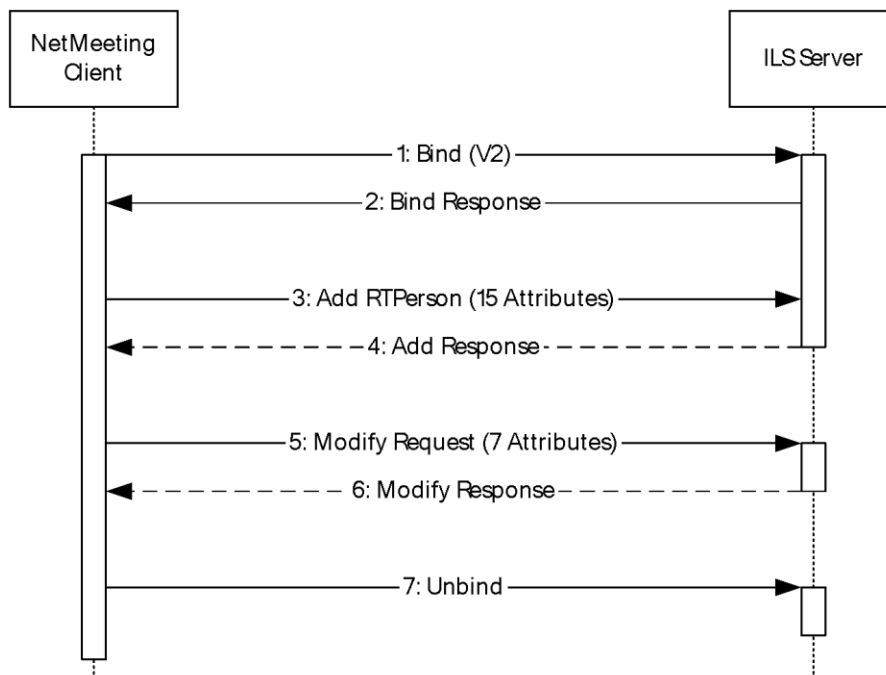 NetMeeting
Client
ILS Server
1: Bind (V2)
2: Bind Response
3: Add RTPerson (15 Attributes)
4: Add Response
5: Modify Request (7 Attributes)
6: Modify Response
7: Unbind